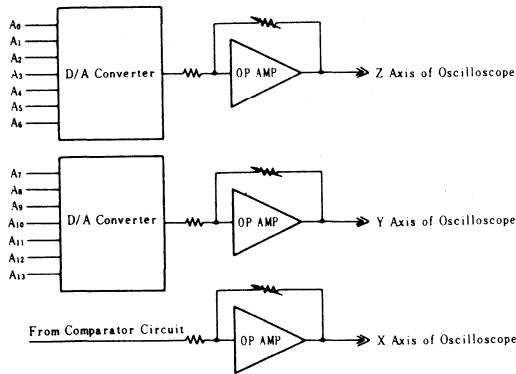 A0
A1
A2
A3
A4
A5
A6
D/A Converter
OP AMP
Z Axis of Oscilloscope
A7
A8
A9
A10
A11
A12
A13
D/A Converter
OP AMP
Y Axis of Oscilloscope
From Comparator Circuit
OP AMP
X Axis of Oscilloscope